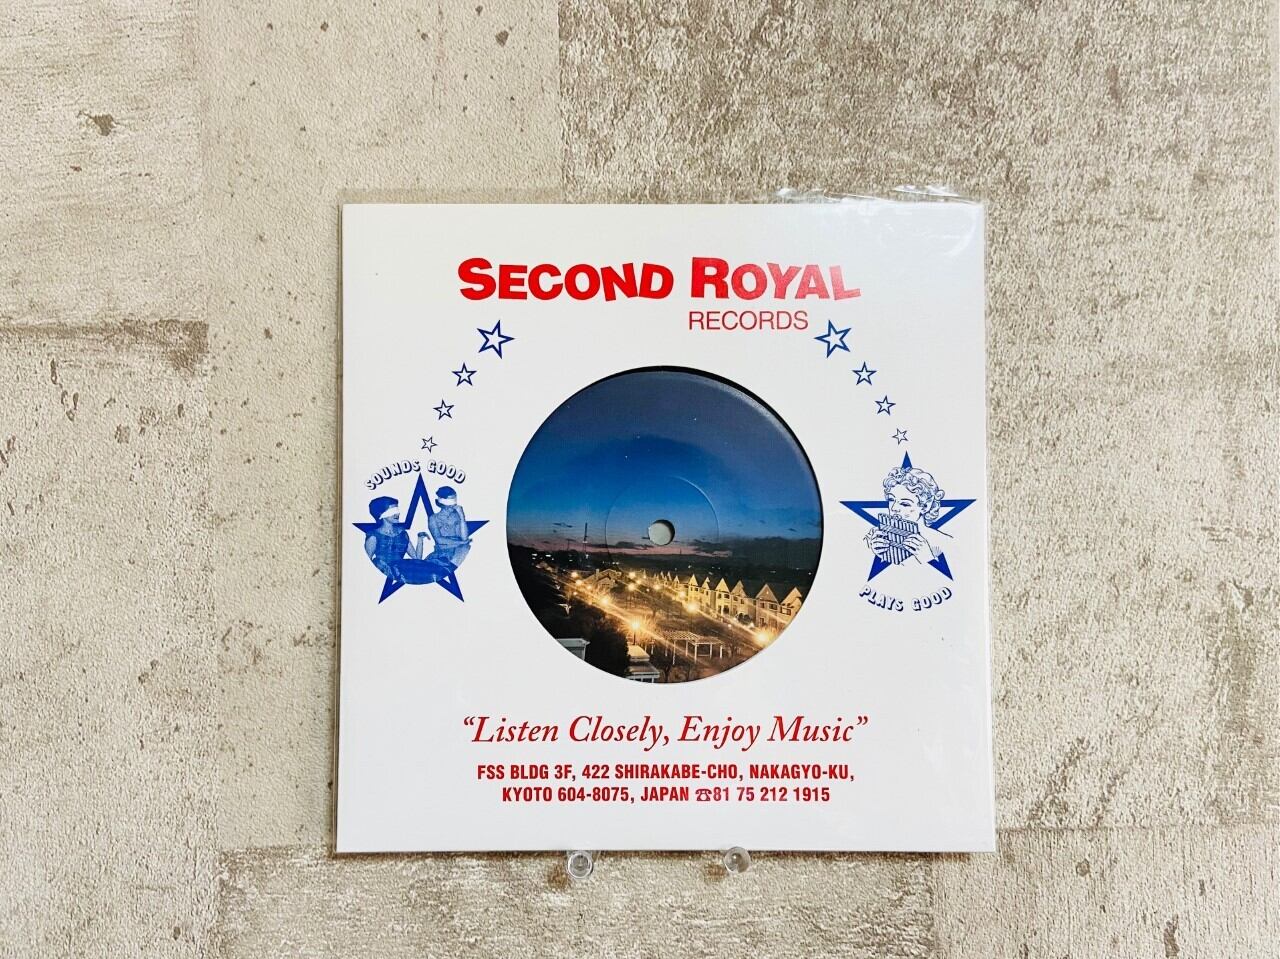 SECOND ROYAL
RECORDS
SOUNDS GOOD
PLAYS GOOD
“Listen Closely, Enjoy Music”
FSS BLDG 3F, 422 SHIRAKABE-CHO, NAKAGYO-KU,
KYOTO 604-8075, JAPAN ☎81 75 212 1915